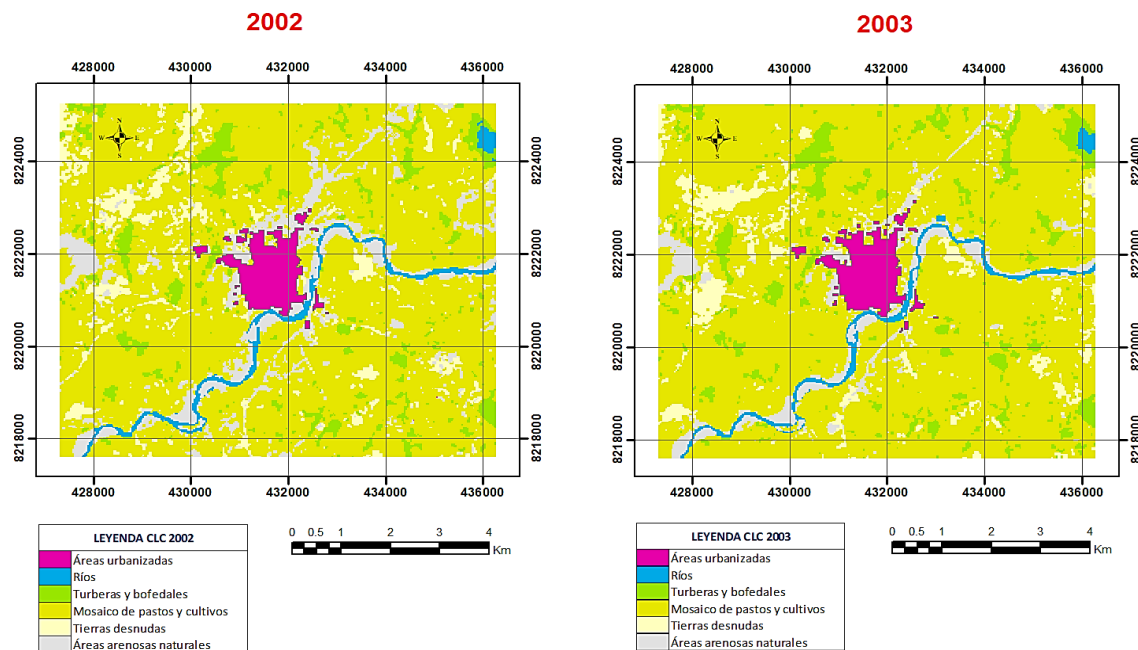 2002
2003
428000 430000 432000 434000 436000
428000 430000 432000 434000 436000
8224000 8222000 8220000 8218000
8224000 8222000 8220000 8218000
8224000 8222000 8220000 8218000
8224000 8222000 8220000 8218000
N
W E
S
N
W E
S
428000 430000 432000 434000 436000
428000 430000 432000 434000 436000
LEYENDA CLC 2002
Áreas urbanizadas
Ríos
Turberas y bofedales
Mosaico de pastos y cultivos
Tierras desnudas
Áreas arenosas naturales
0 0.5 1 2 3 4
Km
LEYENDA CLC 2003
Áreas urbanizadas
Ríos
Turberas y bofedales
Mosaico de pastos y cultivos
Tierras desnudas
Áreas arenosas naturales
0 0.5 1 2 3 4
Km